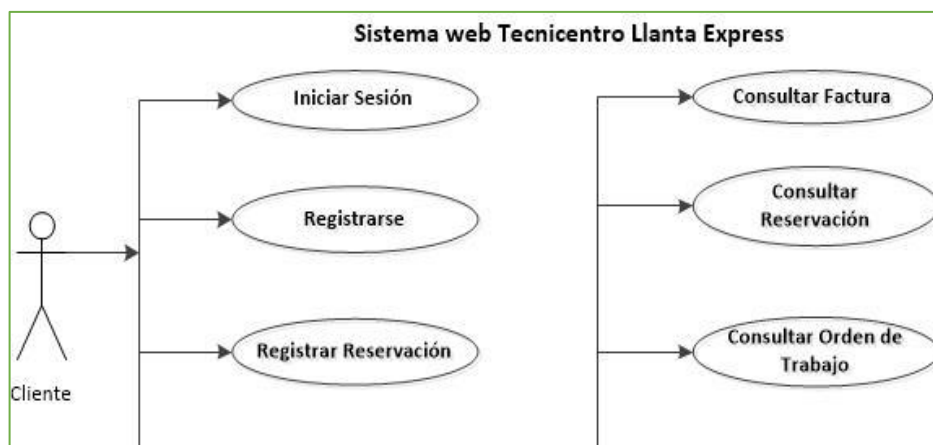 Sistema web Tecnicentro Llanta Express
Iniciar Sesión
Registrarse
Registrar Reservación
Cliente
Consultar Factura
Consultar
Reservación
Consultar Orden de
Trabajo